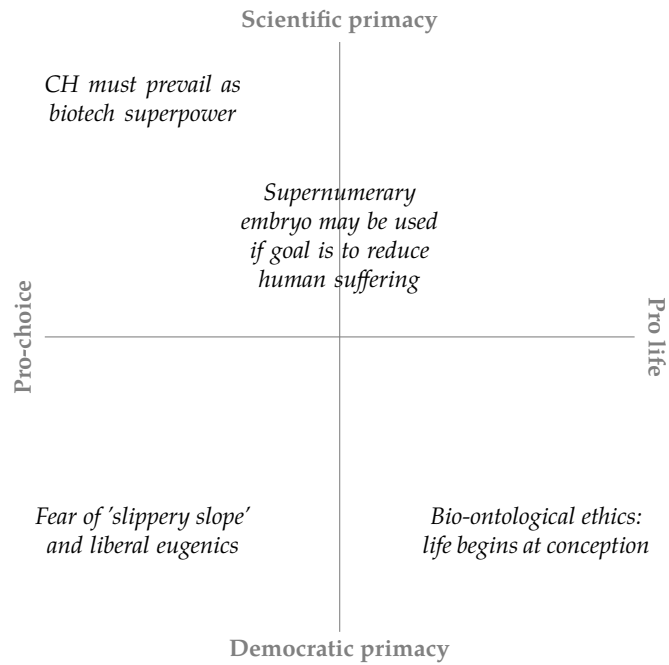 Scientific primacy
CH must prevail as
biotech superpower
Supernumerary
embryo may be used
if goal is to reduce
human suffering
Pro-choice
Pro life
Fear of 'slippery slope'
and liberal eugenics
Bio-ontological ethics:
life begins at conception
Democratic primacy